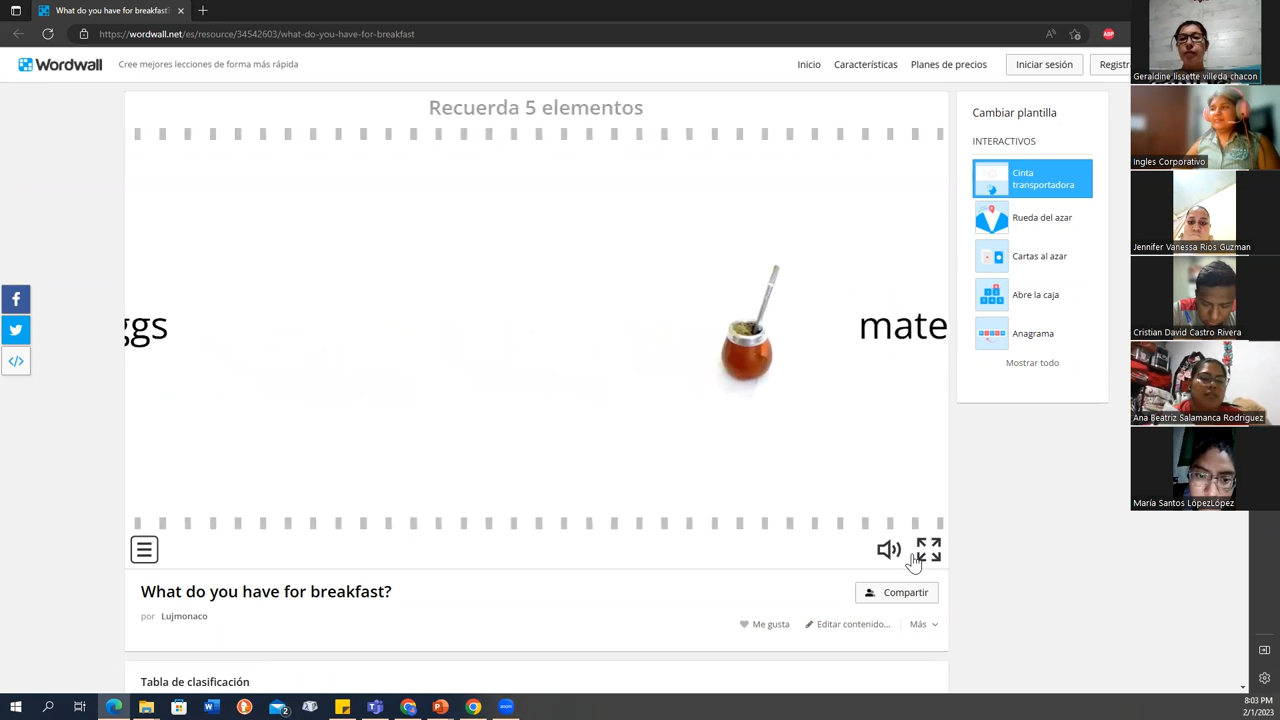 What do you have for breakfast
https://wordwall.net/es/resource/34542603/what-do-you-have-for-breakfast
ABP
Wordwall
Cree mejores lecciones de forma más rápida
Inicio
Características
Planes de precios
Iniciar sesión
Registr
Recuerda 5 elementos
ggs
mate
Cambiar plantilla
INTERACTIVOS
Cinta
transportadora
Rueda del azar
Cartas al azar
Abre la caja
Anagrama
Mostrar todo
What do you have for breakfast?
Compartir
por Lujmonaco
Me gusta
Editar contenido...
Más
Tabla de clasificación
Geraldine lissette villeda chacon
Ingles Corporativo
Jennifer Vanessa Rios Guzman
Cristian David Castro Rivera
Ana Beatriz Salamanca Rodriguez
María Santos LópezLópez
8:03 PM
2/1/2023